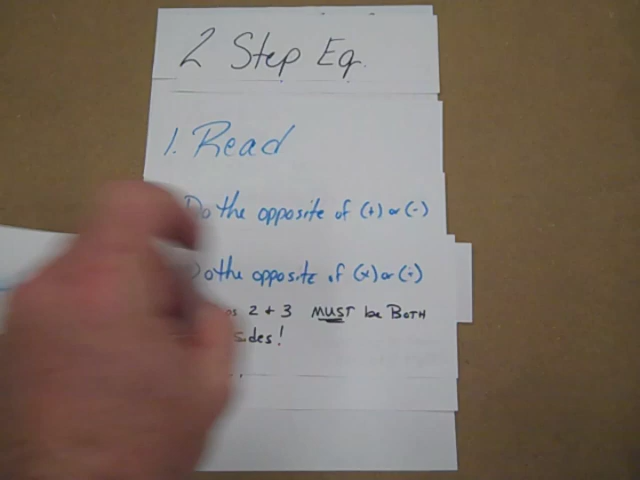 2 Step Eq.
1. Read
Do the opposite of (+) or (-)
Do the opposite of (x) or (÷)
2 + 3 MUST be BOTH
sides!